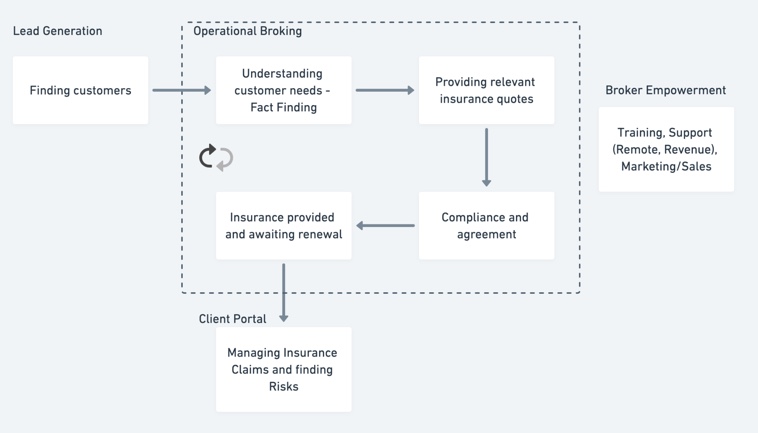 Lead Generation
Operational Broking
Finding customers
Understanding
customer needs -
Fact Finding
Providing relevant
insurance quotes
Broker Empowerment
Training, Support
(Remote, Revenue),
Marketing/Sales
Insurance provided
and awaiting renewal
Compliance and
agreement
Client Portal
Managing Insurance
Claims and finding
Risks